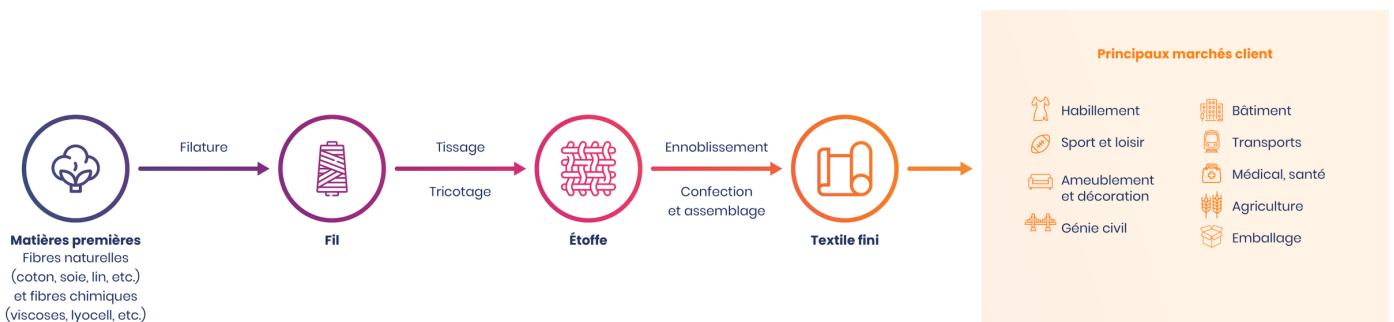 Matières premières
Fibres naturelles
(coton, soie, lin, etc.)
et fibres chimiques
(viscoses, lyocell, etc.)
Filature
Fil
Tissage
Tricotage
Étoffe
Ennoblissement
Confection
et assemblage
Textile fini
Principaux marchés client
Habillement
Sport et loisir
Ameublement
et décoration
Génie civil
Bâtiment
Transports
Médical, santé
Agriculture
Emballage